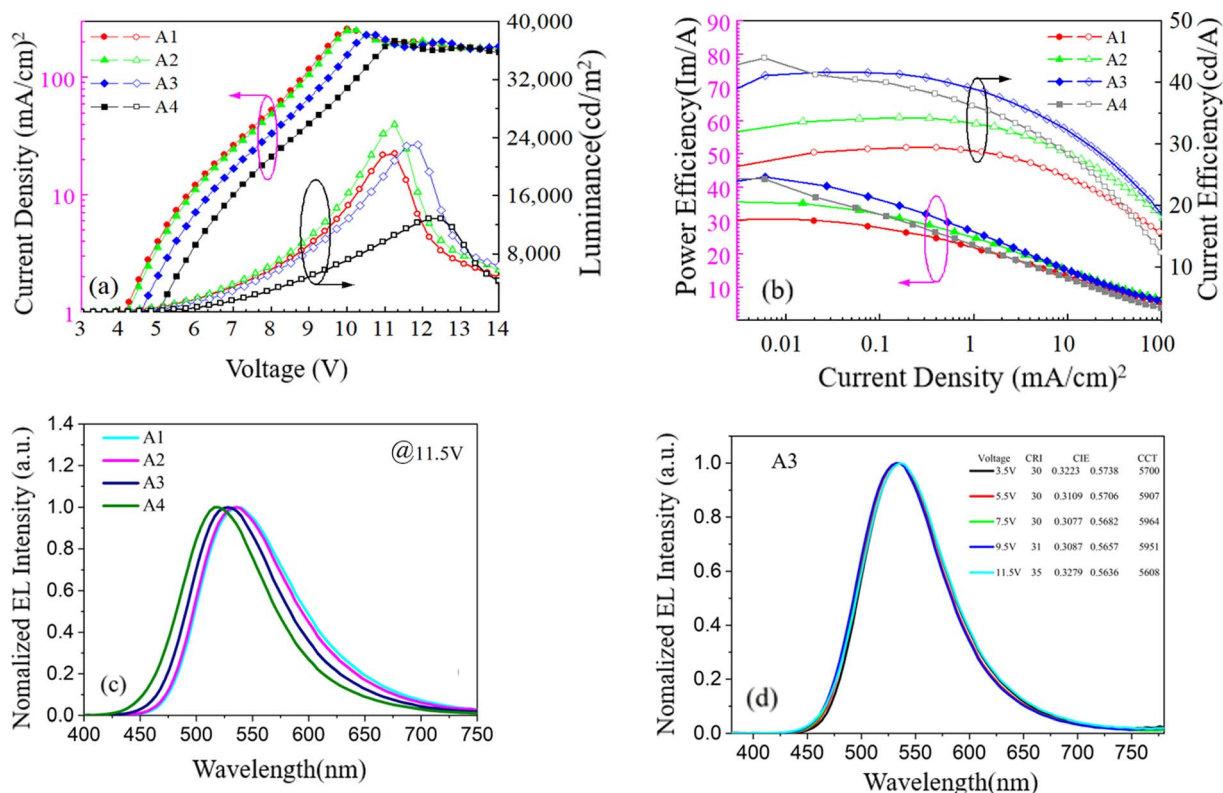 Current Density (mA/cm)2
100
10
1
A1
A2
A3
A4
(a)
3 4 5 6 7 8 9 10 11 12 13 14
Voltage (V)
40,000
32,000
24,000
16,000
8,000
Luminance(cd/m2)
Power Efficiency(Im/A)
90
80
70
60
50
40
30
20
10
A1
A2
A3
A4
(b)
0.01 0.1 1 10 100
Current Density (mA/cm)2
50
40
30
20
10
0
Current Efficiency(cd/A)
Nomalized EL Intensity (a.u.)
1.4
1.2
1.0
0.8
0.6
0.4
0.2
0.0
A1
A2
A3
A4
@11.5V
(c)
400 450 500 550 600 650 700 750
Wavelength(nm)
Nomalized EL Intensity (a.u.)
1.0
0.8
0.6
0.4
0.2
0.0
A3
Voltage CRI CIE CCT
3.5V 30 0.3223 0.5738 5700
5.5V 30 0.3109 0.5706 5907
7.5V 30 0.3077 0.5682 5964
9.5V 31 0.3087 0.5657 5951
11.5V 35 0.3279 0.5636 5608
(d)
400 450 500 550 600 650 700 750
Wavelength(nm)